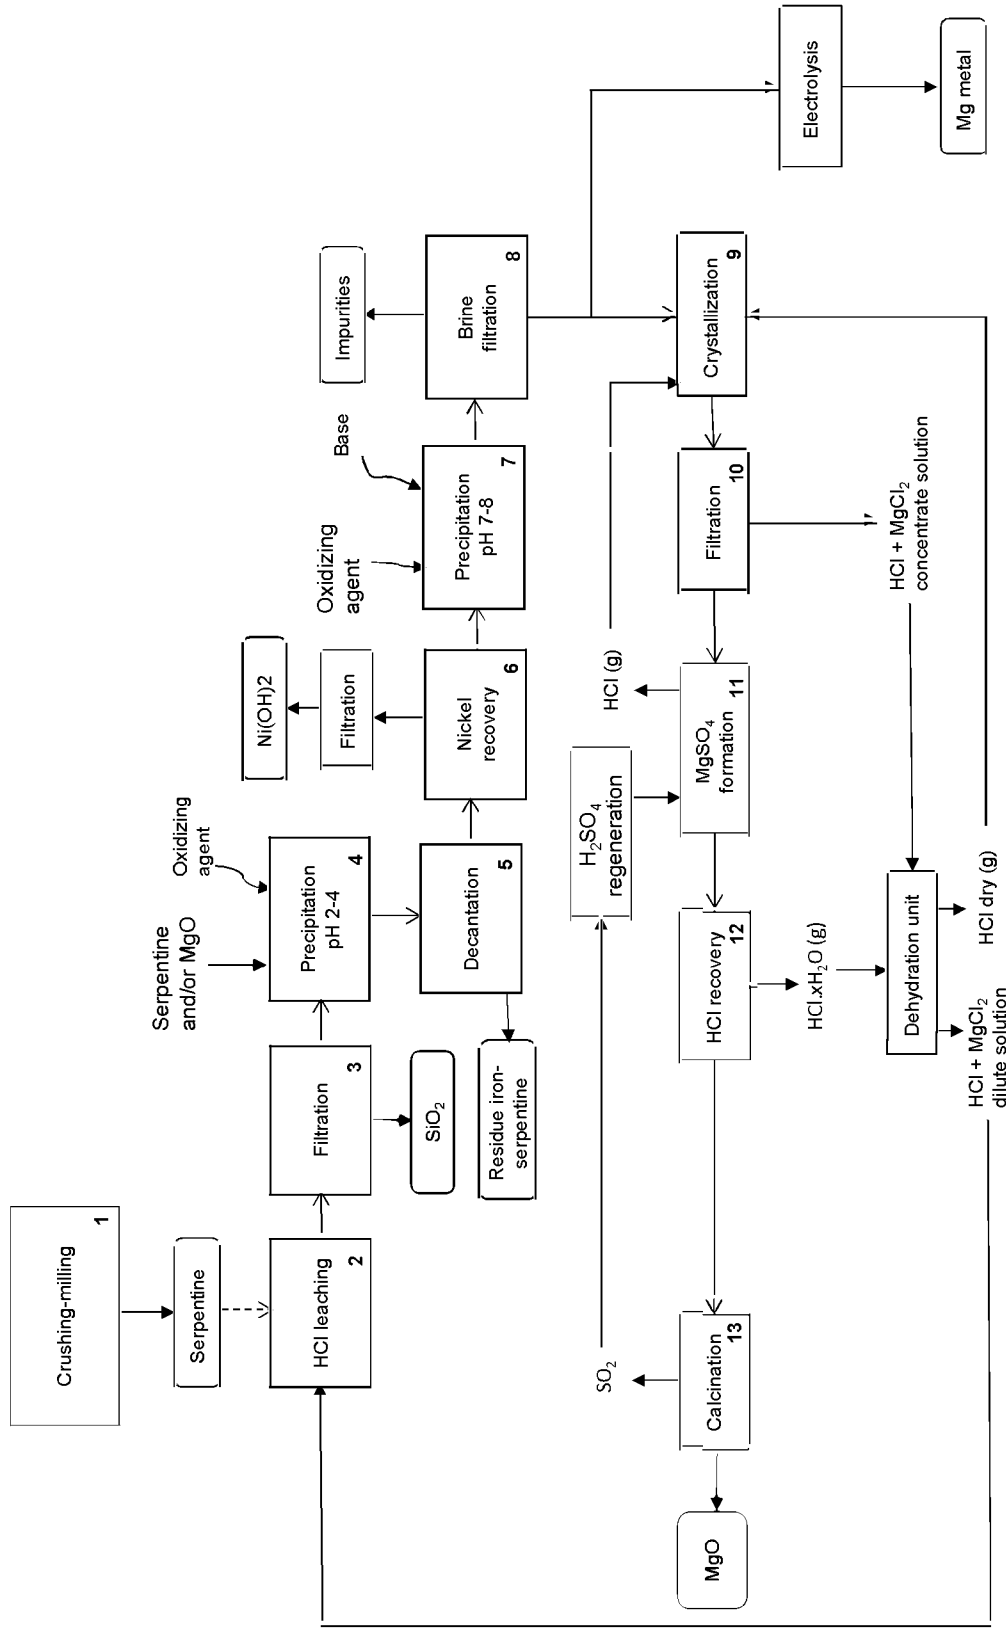 Crushing-milling
1
Serpentine
HCl leaching
2
Filtration
3
SiO2
Serpentine
and/or MgO
Oxidizing
agent
Precipitation
pH 2-4
4
Decantation
5
Residue iron-
serpentine
Nickel
recovery
6
Filtration
Ni(OH)2
Oxidizing
agent
Base
Precipitation
pH 7-8
7
Brine
filtration
8
Impurities
Electrolysis
Mg metal
Crystallization
9
Filtration
10
HCl + MgCl2
concentrate solution
MgSO4
formation
11
HCl (g)
H2SO4
regeneration
HCl recovery
12
HCl.xH2O (g)
Dehydration unit
HCl dry (g)
HCl + MgCl2
dilute solution
Calcination
13
SO2
MgO